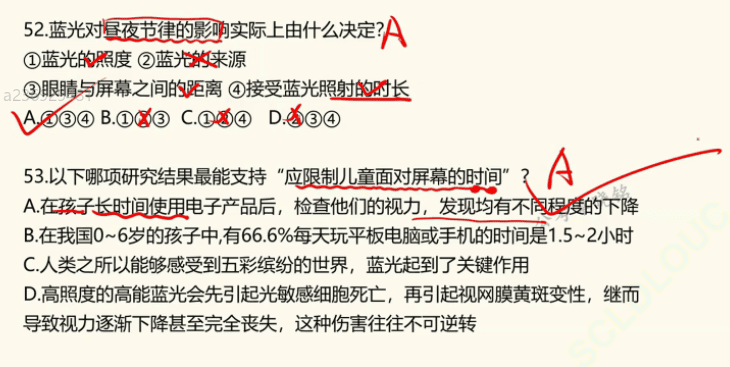 52.蓝光对昼夜节律的影响实际上由什么决定? A
①蓝光的照度 ②蓝光的来源
③眼睛与屏幕之间的距离 ④接受蓝光照射的时长
A.①③④ B.①②③ C.①②④ D.②③④
53.以下哪项研究结果最能支持“应限制儿童面对屏幕的时间”? A
A.在孩子长时间使用电子产品后，检查他们的视力，发现均有不同程度的下降
B.在我国0~6岁的孩子中,有66.6%每天玩平板电脑或手机的时间是1.5~2小时
C.人类之所以能够感受到五彩缤纷的世界，蓝光起到了关键作用
D.高照度的高能蓝光会先引起光敏感细胞死亡，再引起视网膜黄斑变性，继而
导致视力逐渐下降甚至完全丧失，这种伤害往往不可逆转